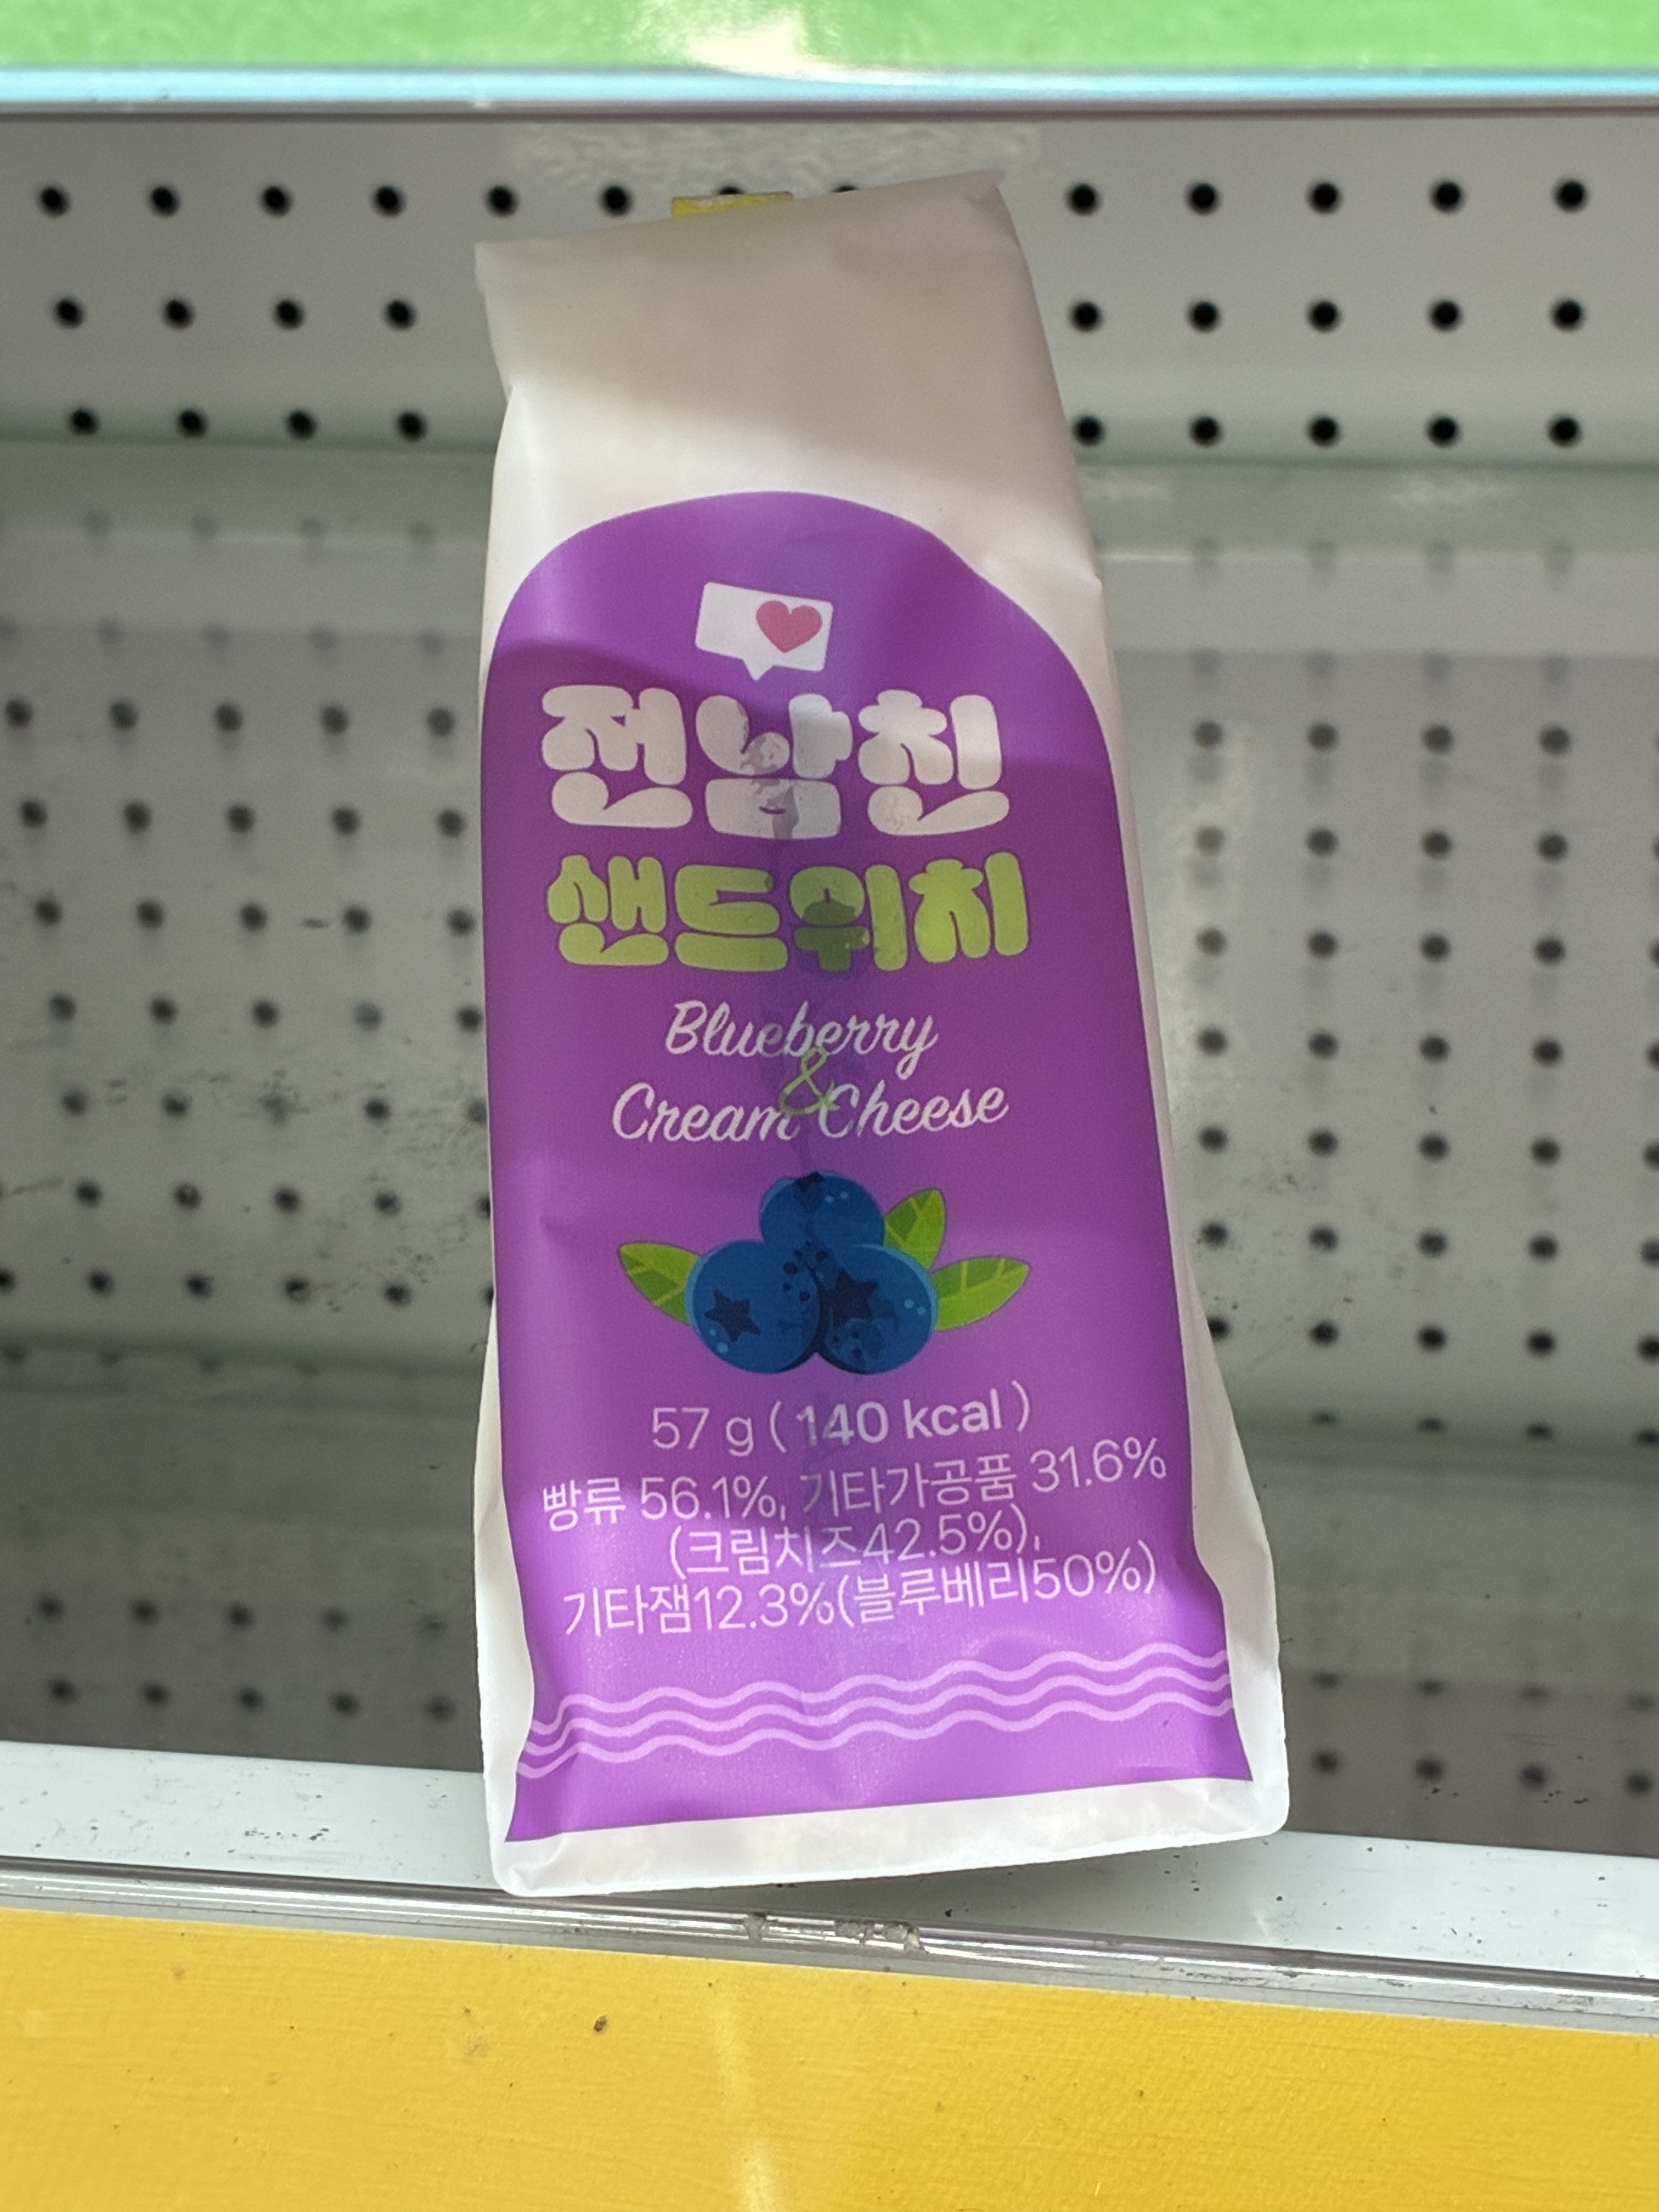 전남친
샌드위치
Blueberry
&
Cream Cheese
57 g ( 140 kcal )
빵류 56.1%, 기타가공품 31.6%
(크림치즈42.5%),
기타잼12.3%(블루베리50%)